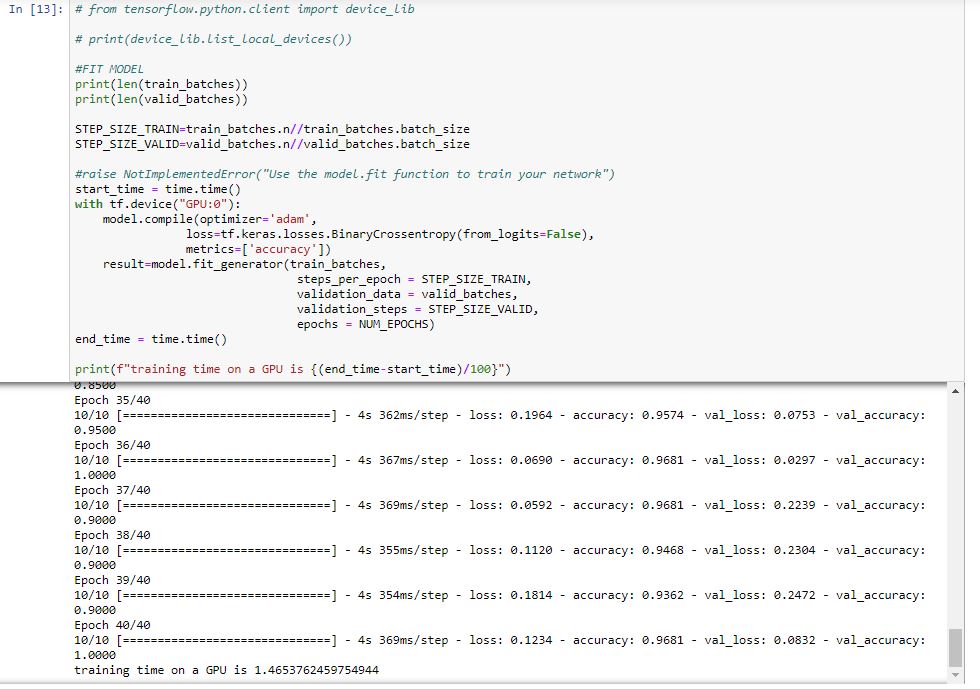 In [13]: # from tensorflow.python.client import device_lib
# print(device_lib.list_local_devices())
#FIT MODEL
print(len(train_batches))
print(len(valid_batches))
STEP_SIZE_TRAIN=train_batches.n//train_batches.batch_size
STEP_SIZE_VALID=valid_batches.n//valid_batches.batch_size
#raise NotImplementedError("Use the model.fit function to train your network")
start_time = time.time()
with tf.device("GPU:0"):
    model.compile(optimizer='adam',
                loss=tf.keras.losses.BinaryCrossentropy(from_logits=False),
                metrics=['accuracy'])
    result=model.fit_generator(train_batches,
                                steps_per_epoch = STEP_SIZE_TRAIN,
                                validation_data = valid_batches,
                                validation_steps = STEP_SIZE_VALID,
                                epochs = NUM_EPOCHS)
end_time = time.time()
print(f"training time on a GPU is {(end_time-start_time)/100}")
0.8500
Epoch 35/40
10/10 [==============================] - 4s 362ms/step - loss: 0.1964 - accuracy: 0.9574 - val_loss: 0.0753 - val_accuracy:
0.9500
Epoch 36/40
10/10 [==============================] - 4s 367ms/step - loss: 0.0690 - accuracy: 0.9681 - val_loss: 0.0297 - val_accuracy:
1.0000
Epoch 37/40
10/10 [==============================] - 4s 369ms/step - loss: 0.0592 - accuracy: 0.9681 - val_loss: 0.2239 - val_accuracy:
0.9000
Epoch 38/40
10/10 [==============================] - 4s 355ms/step - loss: 0.1120 - accuracy: 0.9468 - val_loss: 0.2304 - val_accuracy:
0.9000
Epoch 39/40
10/10 [==============================] - 4s 354ms/step - loss: 0.1814 - accuracy: 0.9362 - val_loss: 0.2472 - val_accuracy:
0.9000
Epoch 40/40
10/10 [==============================] - 4s 369ms/step - loss: 0.1234 - accuracy: 0.9681 - val_loss: 0.0832 - val_accuracy:
1.0000
training time on a GPU is 1.4653762459754944